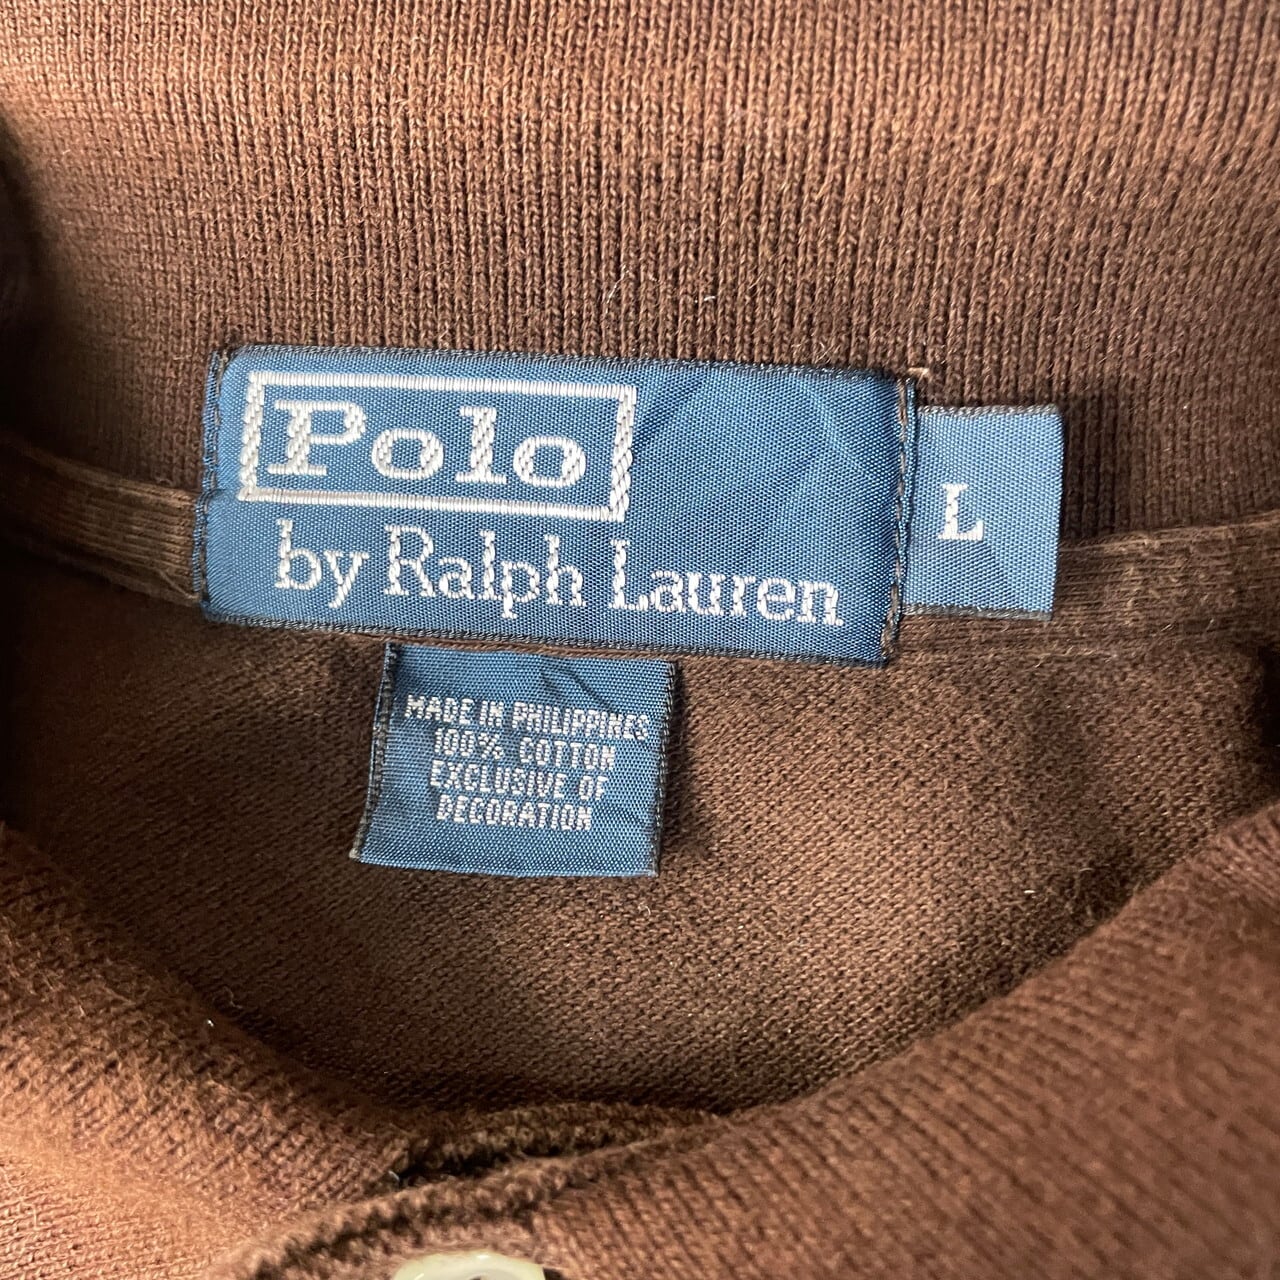 Polo
by Ralph Lauren
L
MADE IN PHILIPPINES
100% COTTON
EXCLUSIVE OF
DECORATION